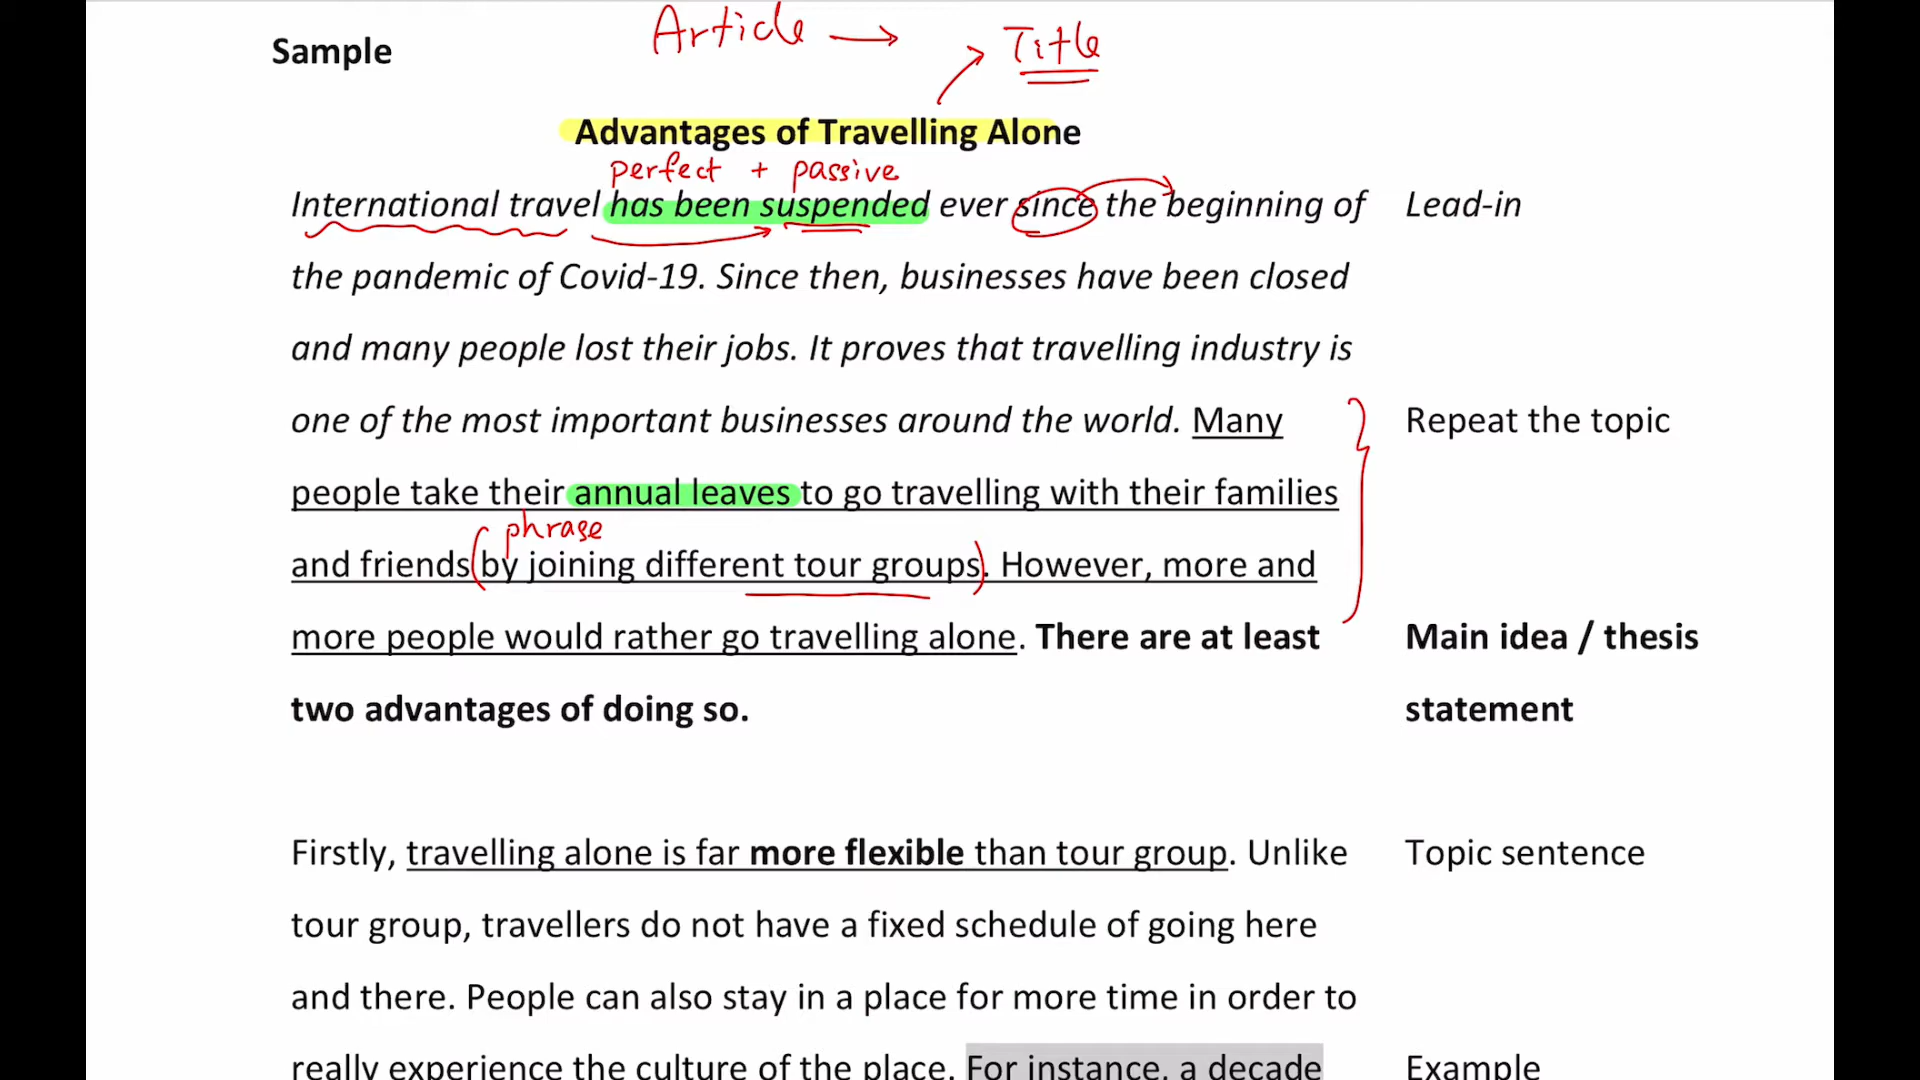 Article → Title
Sample
Advantages of Travelling Alone
perfect + passive
International travel has been suspended ever since the beginning of Lead-in
the pandemic of Covid-19. Since then, businesses have been closed
and many people lost their jobs. It proves that travelling industry is
one of the most important businesses around the world. Many Repeat the topic
people take their annual leaves to go travelling with their families
phrase
and friends (by joining different tour groups). However, more and
more people would rather go travelling alone. There are at least Main idea / thesis
two advantages of doing so. statement
Firstly, travelling alone is far more flexible than tour group. Unlike Topic sentence
tour group, travellers do not have a fixed schedule of going here
and there. People can also stay in a place for more time in order to
really experience the culture of the place. For instance, a decade Example